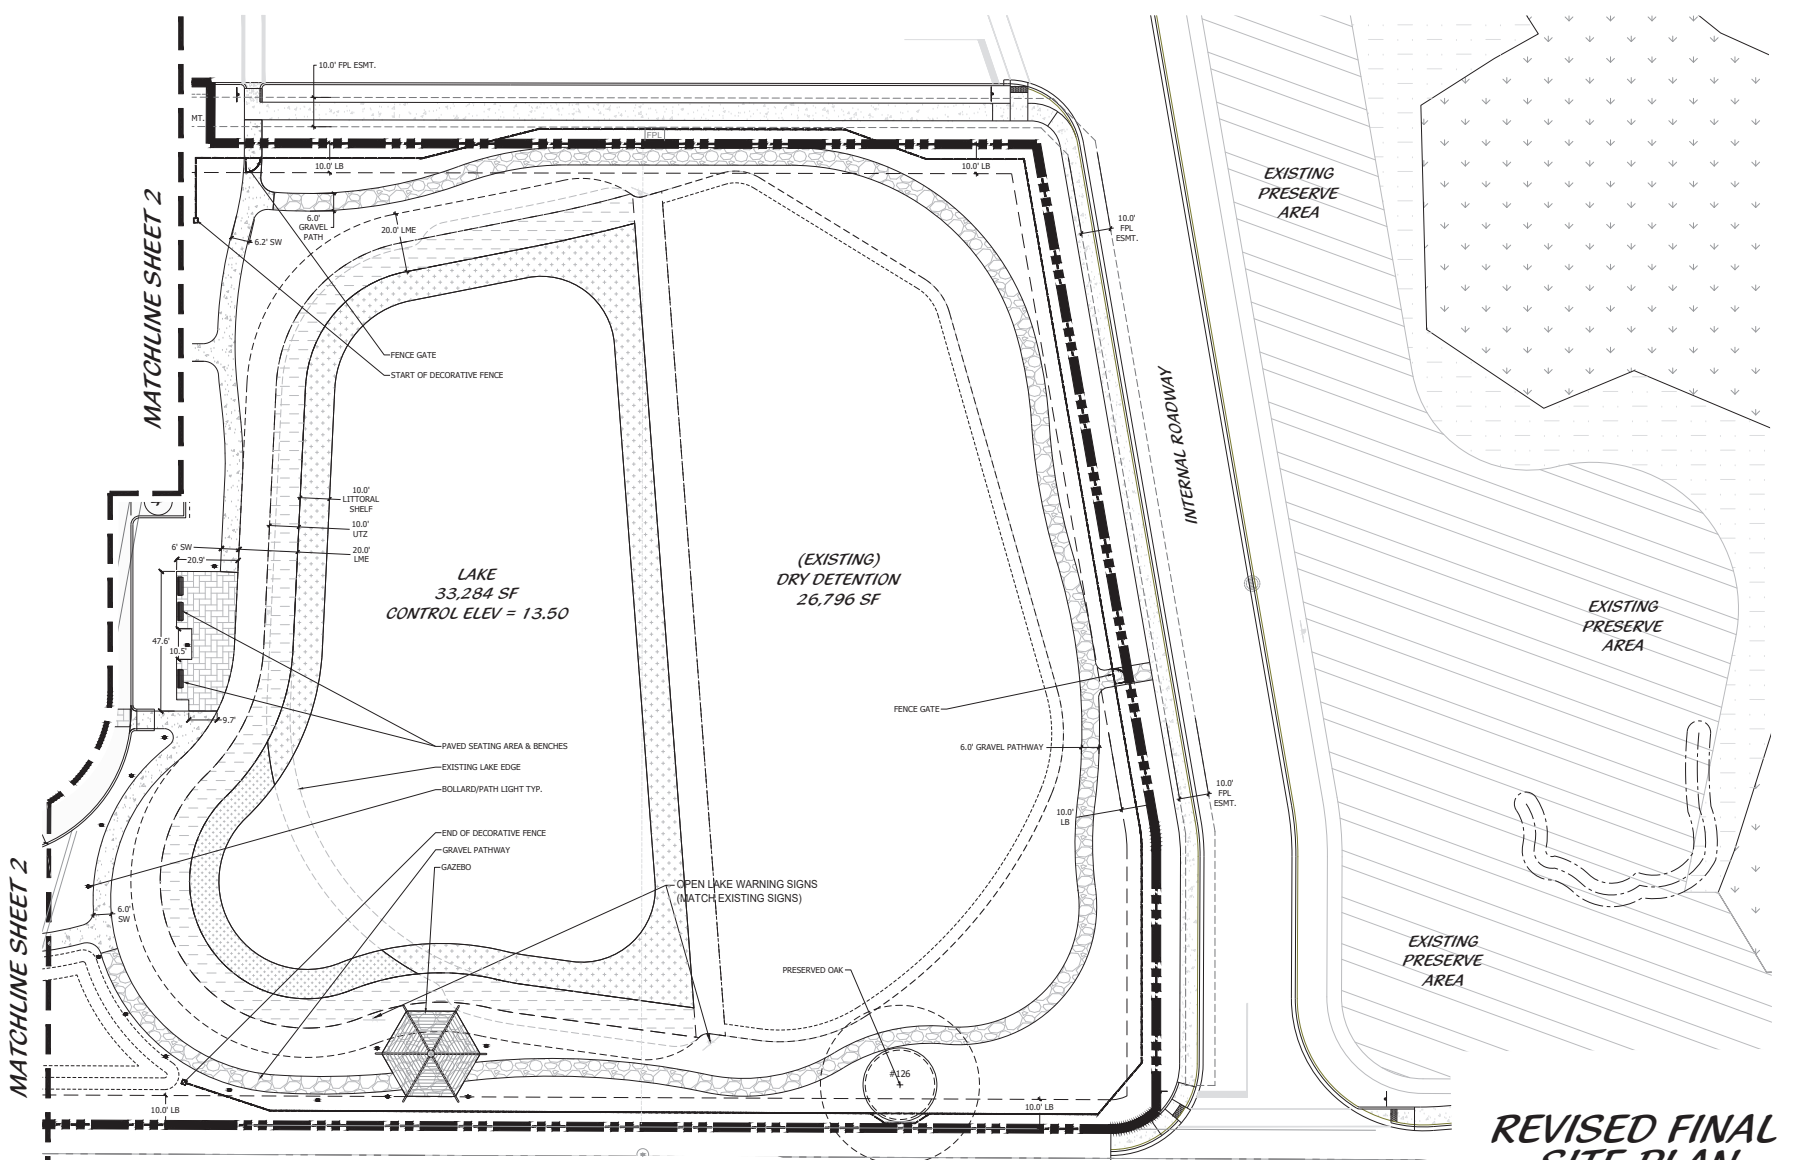 10.0' FPL ESMT.
MT.
FPL
10.0' LB
10.0' LB
MATCHLINE SHEET 2
6.0'
GRAVEL
PATH
20.0' LME
6.2' SW
10.0'
FPL
ESMT.
EXISTING
PRESERVE
AREA
FENCE GATE
START OF DECORATIVE FENCE
INTERNAL ROADWAY
10.0'
LITTORAL
SHELF
10.0'
UTZ
20.0'
LME
6' SW
20.9'
LAKE
33,284 SF
CONTROL ELEV = 13.50
(EXISTING)
DRY DETENTION
26,796 SF
EXISTING
PRESERVE
AREA
47.6'
10.5'
9.7'
FENCE GATE
PAVED SEATING AREA & BENCHES
6.0' GRAVEL PATHWAY
EXISTING LAKE EDGE
BOLLARD/PATH LIGHT TYP.
10.0'
FPL
ESMT.
10.0'
LB
END OF DECORATIVE FENCE
GRAVEL PATHWAY
GAZEBO
OPEN LAKE WARNING SIGNS
(MATCH EXISTING SIGNS)
6.0'
SW
MATCHLINE SHEET 2
PRESERVED OAK
EXISTING
PRESERVE
AREA
#126
10.0' LB
10.0' LB
REVISED FINAL
SITE PLAN